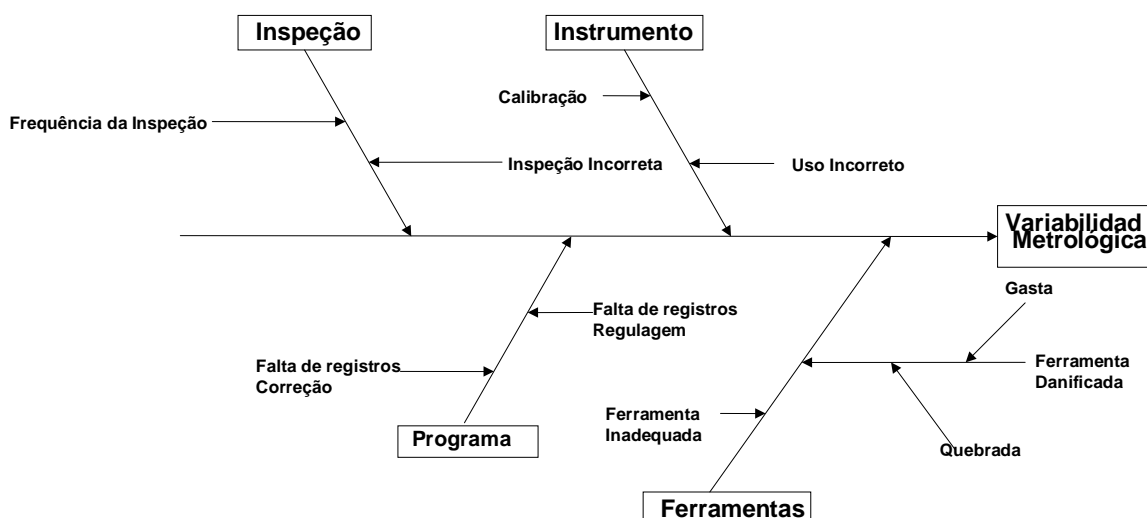 Inspeção
Instrumento
Calibração
Frequência da Inspeção
Inspeção Incorreta
Uso Incorreto
Variabilidad
Metrológica
Gasta
Falta de registros
Regulagem
Falta de registros
Correção
Ferramenta
Danificada
Ferramenta
Inadequada
Programa
Quebrada
Ferramentas